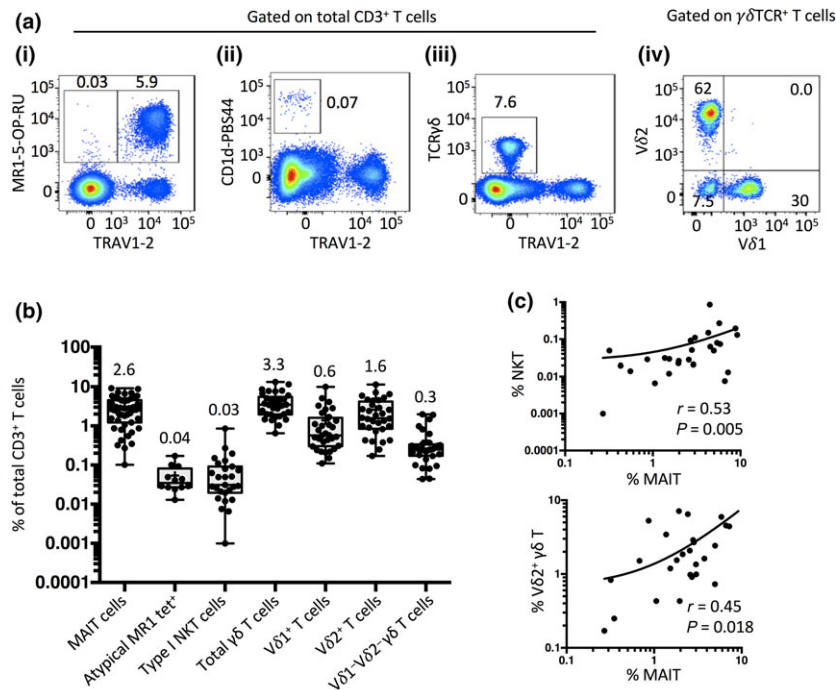 (a)
Gated on total CD3⁺ T cells
Gated on γδTCR⁺ T cells
(i)
(ii)
(iii)
(iv)
0.03 5.9
10⁵
10⁴
10³
0
MR1-5-OP-RU
0 10³ 10⁴ 10⁵
TRAV1-2
0.07
10⁵
10⁴
10³
0
CD1d-PBS44
0 10³ 10⁴ 10⁵
TRAV1-2
7.6
10⁵
10⁴
10³
0
TCRγδ
0 10³ 10⁴ 10⁵
TRAV1-2
62 0.0
7.5 30
10⁵
10⁴
10³
0
Vδ2
0 10³ 10⁴ 10⁵
Vδ1
(b)
% of total CD3⁺ T cells
100
10
1
0.1
0.01
0.001
0.0001
2.6
0.04
0.03
3.3
0.6
1.6
0.3
MAIT cells
Atypical MR1 tet⁺
Type I NKT cells
Total γδ T cells
Vδ1⁺ T cells
Vδ2⁺ T cells
Vδ1⁻Vδ2⁻ γδ T cells
(c)
% NKT
1
0.1
0.01
0.001
0.0001
r = 0.53
P = 0.005
0.1 1 10
% MAIT
% Vδ2⁺ γδ T
10
1
0.1
r = 0.45
P = 0.018
0.1 1 10
% MAIT